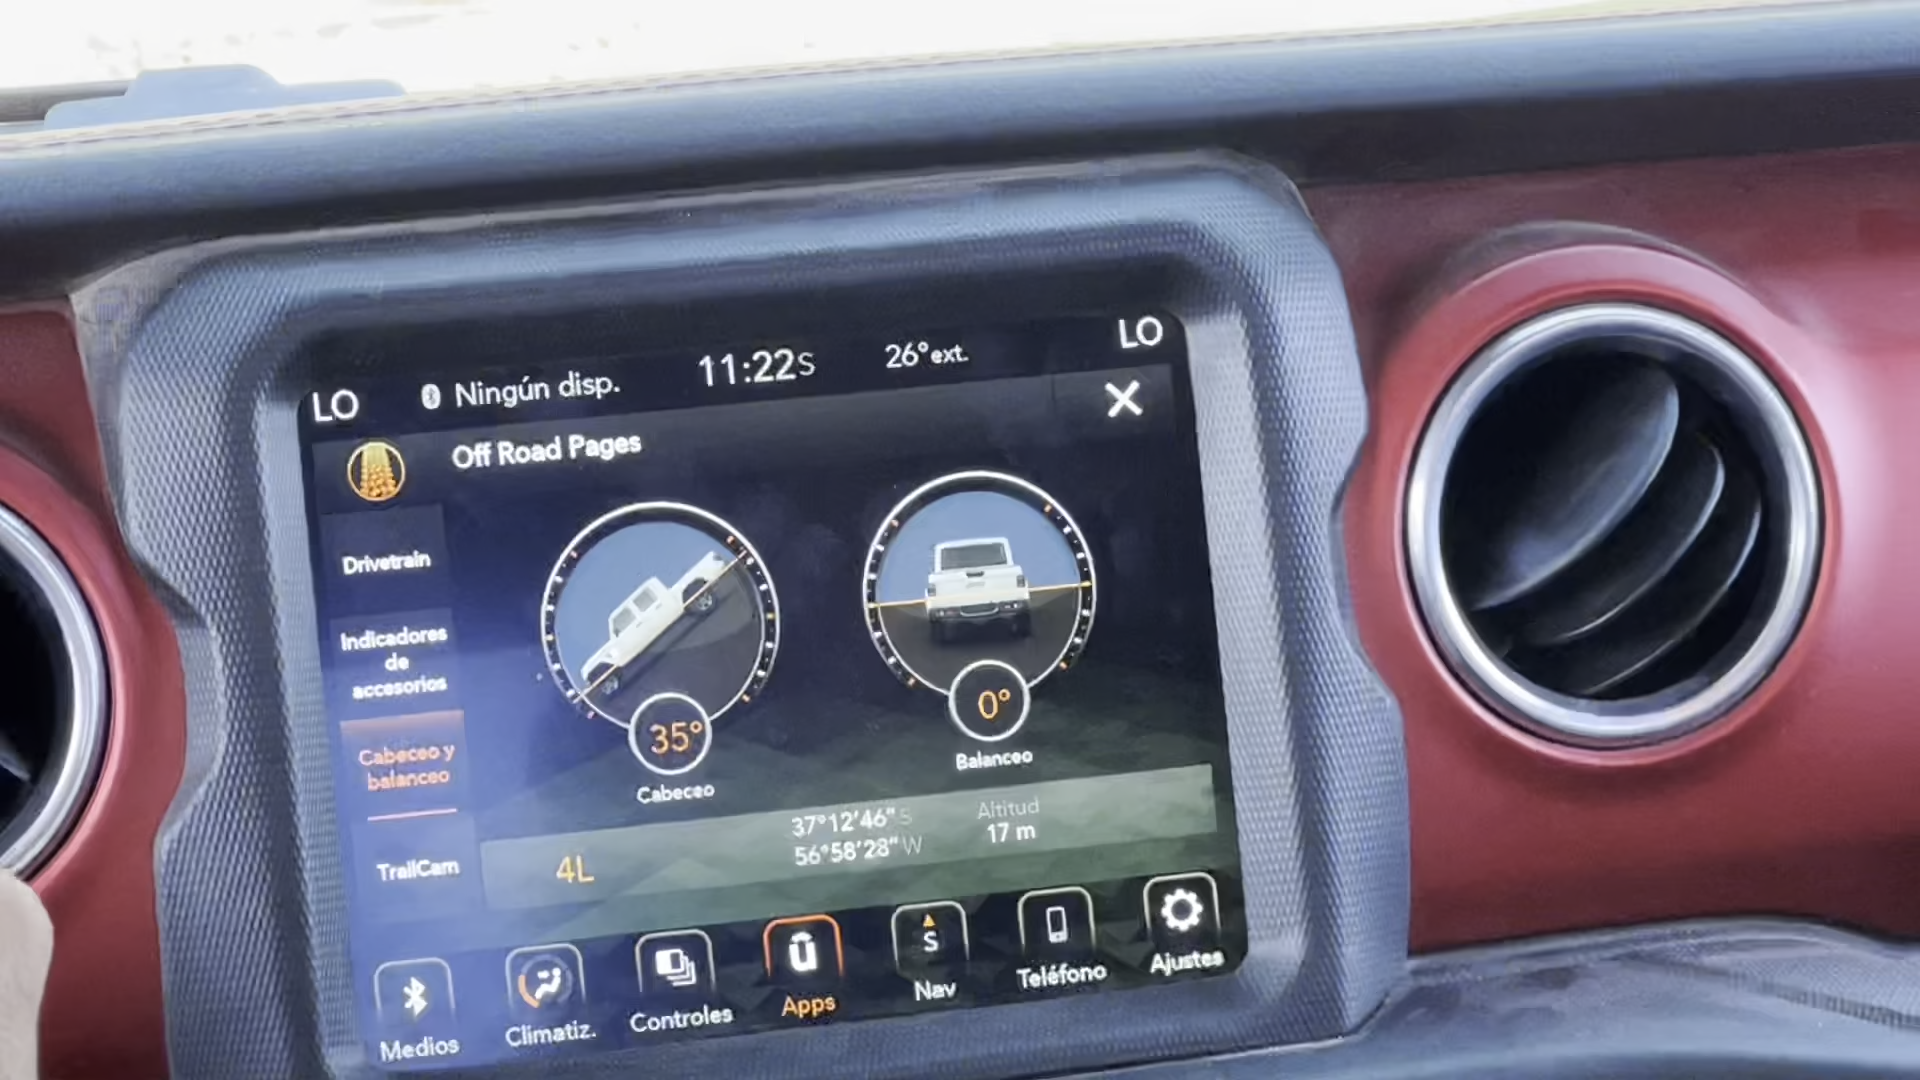 LO
Ningún disp.
11:22S
26° ext.
LO
Off Road Pages
Drivetrain
Indicadores
de
accesorios
Cabeceo y
balanceo
TrailCam
35°
Cabeceo
0°
Balanceo
4L
37°12'46" S
56°58'28" W
Altitud
17 m
Medios
Climatiz.
Controles
Apps
S
Nav
Teléfono
Ajustes